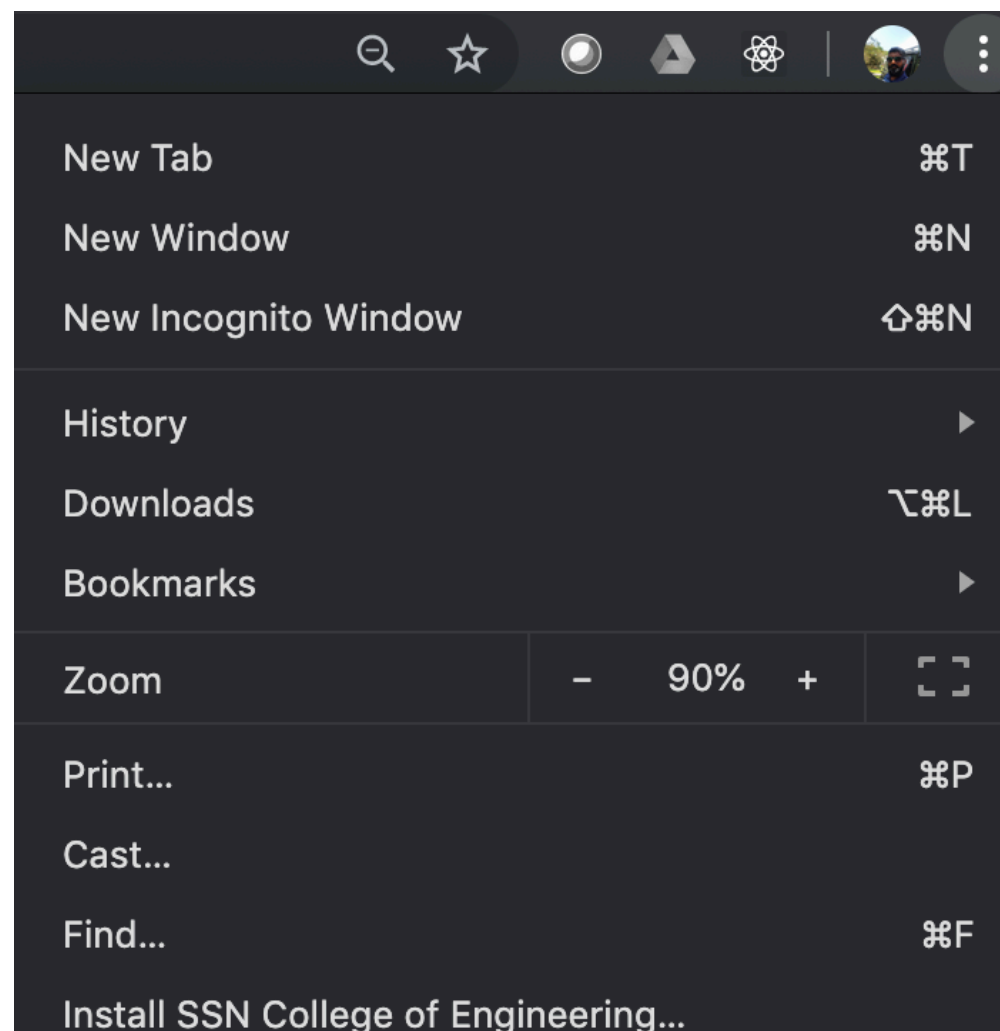 New Tab ⌘T
New Window ⌘N
New Incognito Window ⇧⌘N
History
Downloads ⌥⌘L
Bookmarks
Zoom − 90% +
Print... ⌘P
Cast...
Find... ⌘F
Install SSN College of Engineering...